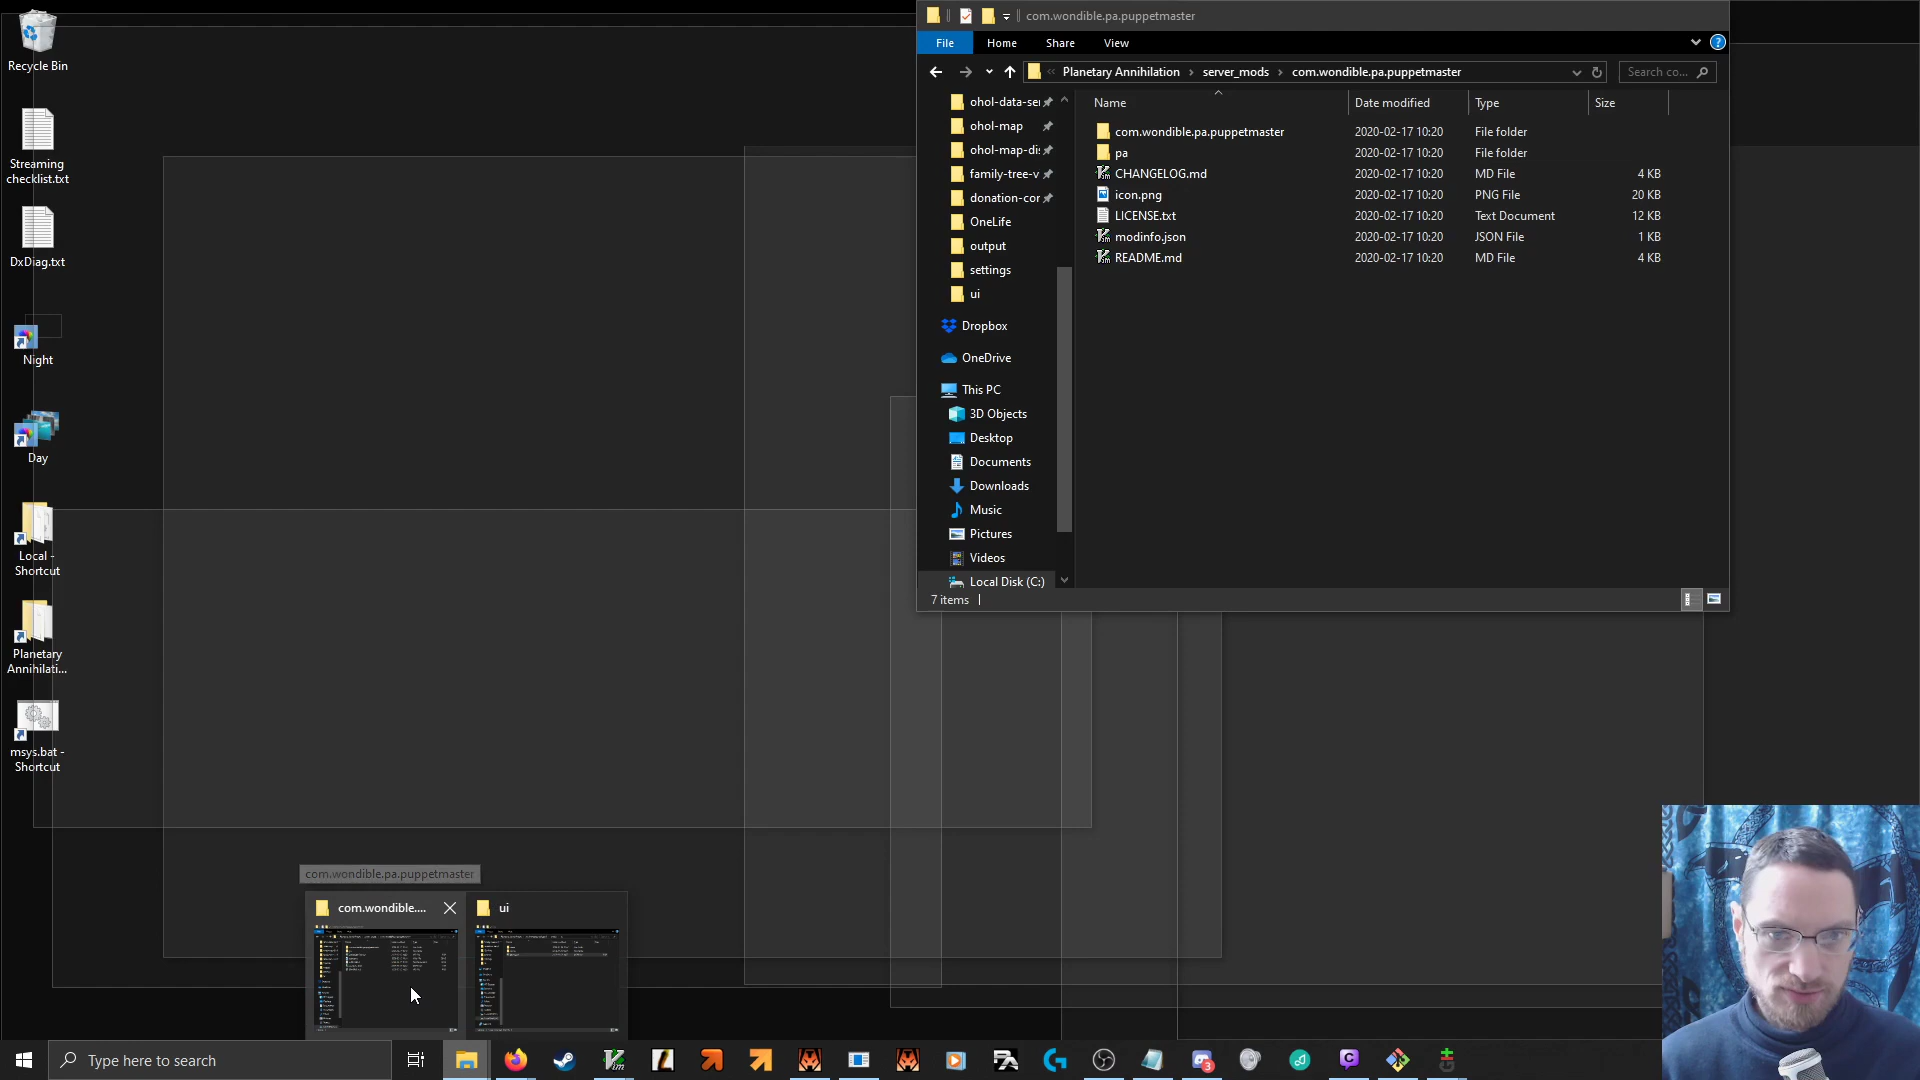 Recycle Bin
Streaming
checklist.txt
DxDiag.txt
Night
Day
Local -
Shortcut
Planetary
Annihilati...
msys.bat -
Shortcut
com.wondible.pa.puppetmaster
File
Home
Share
View
Planetary Annihilation
server_mods
com.wondible.pa.puppetmaster
Search co...
ohol-data-se
ohol-map
ohol-map-di
family-tree-v
donation-cor
OneLife
output
settings
ui
Dropbox
OneDrive
This PC
3D Objects
Desktop
Documents
Downloads
Music
Pictures
Videos
Local Disk (C:)
Name Date modified Type Size
com.wondible.pa.puppetmaster 2020-02-17 10:20 File folder
pa 2020-02-17 10:20 File folder
CHANGELOG.md 2020-02-17 10:20 MD File 4 KB
icon.png 2020-02-17 10:20 PNG File 20 KB
LICENSE.txt 2020-02-17 10:20 Text Document 12 KB
modinfo.json 2020-02-17 10:20 JSON File 1 KB
README.md 2020-02-17 10:20 MD File 4 KB
7 items
com.wondible.pa.puppetmaster
com.wondible....
ui
Type here to search
3